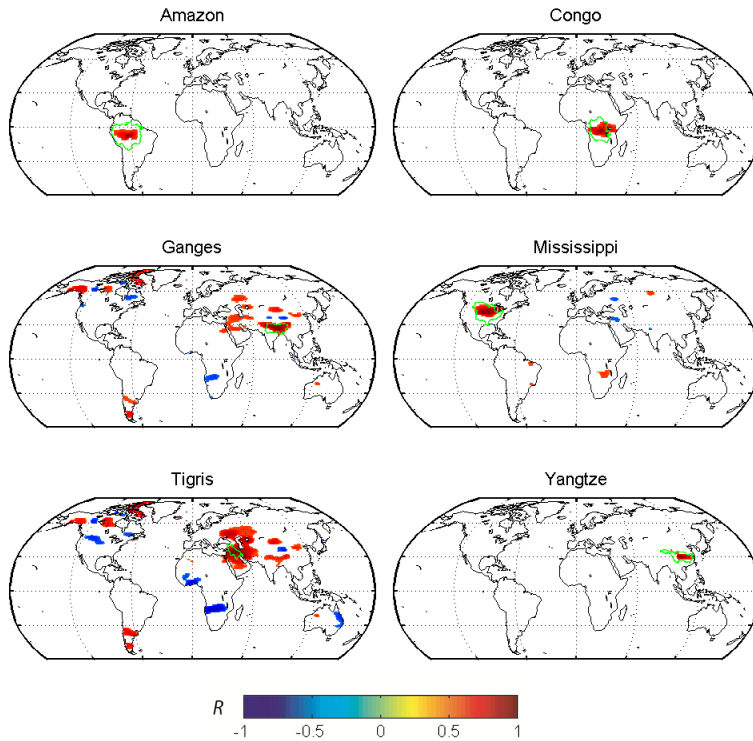 Amazon
Congo
Ganges
Mississippi
Tigris
Yangtze
R
-1 -0.5 0 0.5 1